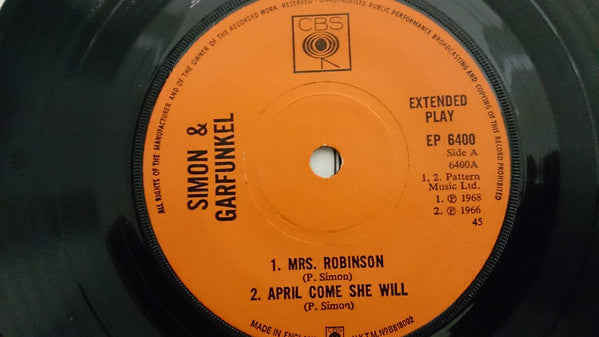 ALL RIGHTS OF THE MANUFACTURER AND OF THE OWNER OF THE RECORDED WORK RESERVED — UNAUTHORISED PUBLIC PERFORMANCE BROADCASTING AND COPYING OF THIS RECORD PROHIBITED
CBS
SIMON &
GARFUNKEL
EXTENDED
PLAY
EP 6400
Side A
6400A
1, 2. Pattern
Music Ltd.
1. ℗ 1968
2. ℗ 1966
45
1. MRS. ROBINSON
(P. Simon)
2. APRIL COME SHE WILL
(P. Simon)
MADE IN ENGLAND
CBS
T.M.NºB818092